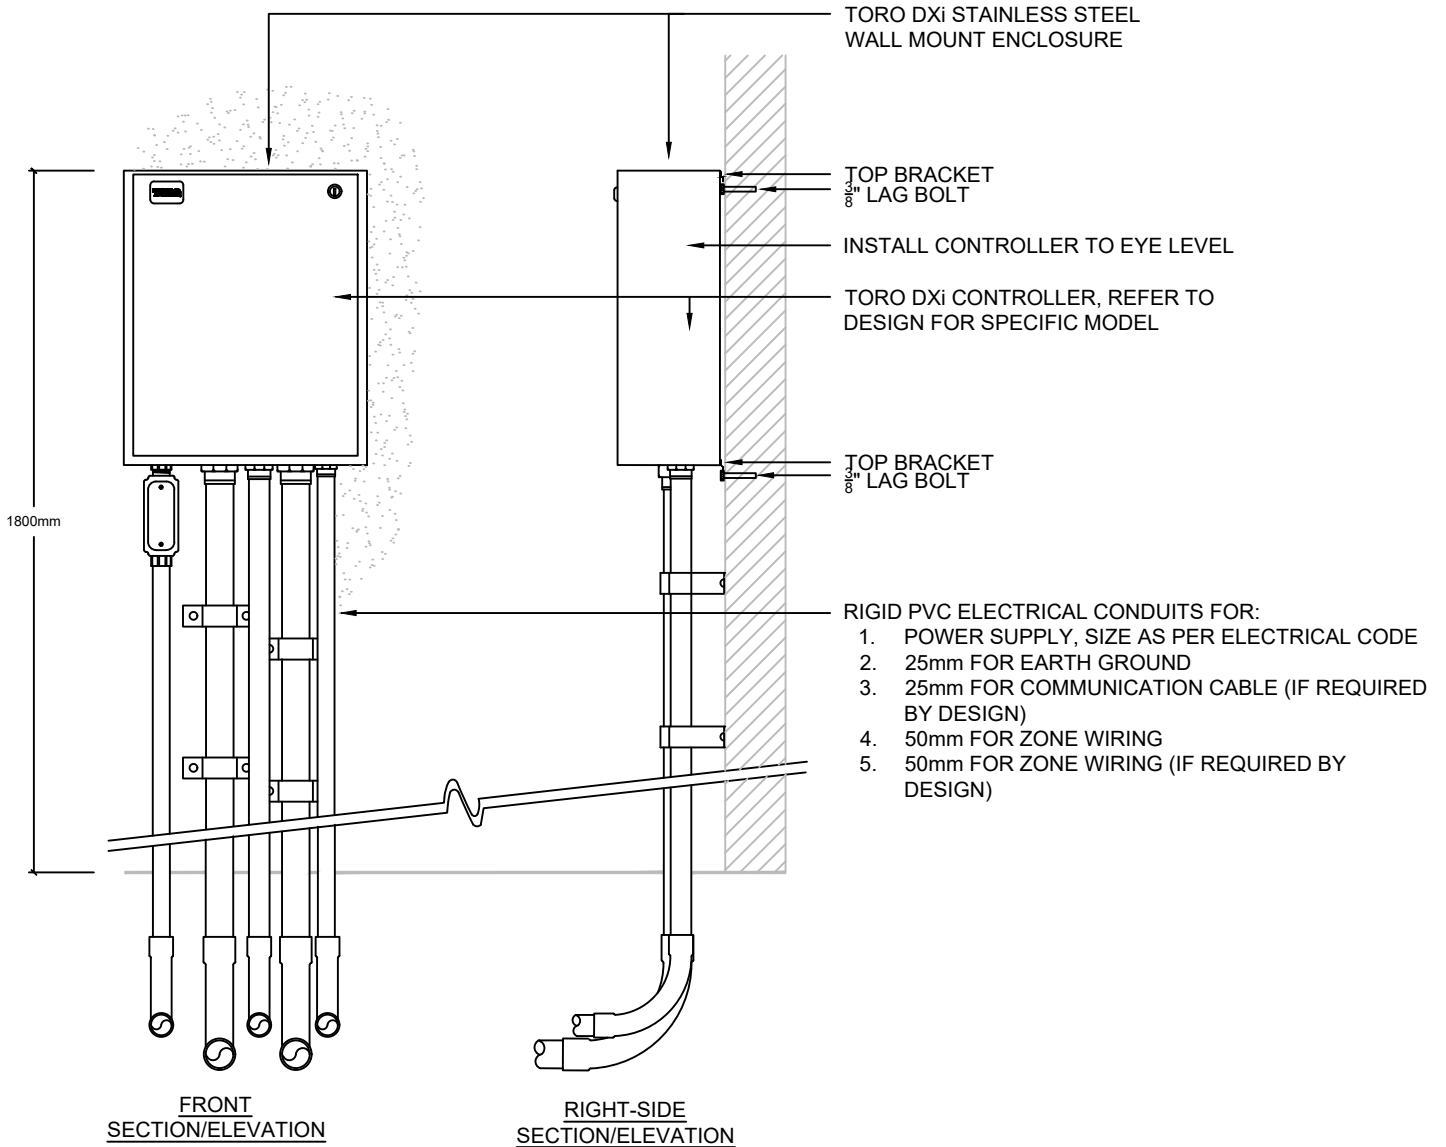 TORO DXi STAINLESS STEEL
WALL MOUNT ENCLOSURE
TORO
TOP BRACKET
3/8" LAG BOLT
INSTALL CONTROLLER TO EYE LEVEL
TORO DXi CONTROLLER, REFER TO
DESIGN FOR SPECIFIC MODEL
TOP BRACKET
3/8" LAG BOLT
1800mm
RIGID PVC ELECTRICAL CONDUITS FOR:
1. POWER SUPPLY, SIZE AS PER ELECTRICAL CODE
2. 25mm FOR EARTH GROUND
3. 25mm FOR COMMUNICATION CABLE (IF REQUIRED
BY DESIGN)
4. 50mm FOR ZONE WIRING
5. 50mm FOR ZONE WIRING (IF REQUIRED BY
DESIGN)
FRONT
SECTION/ELEVATION
RIGHT-SIDE
SECTION/ELEVATION